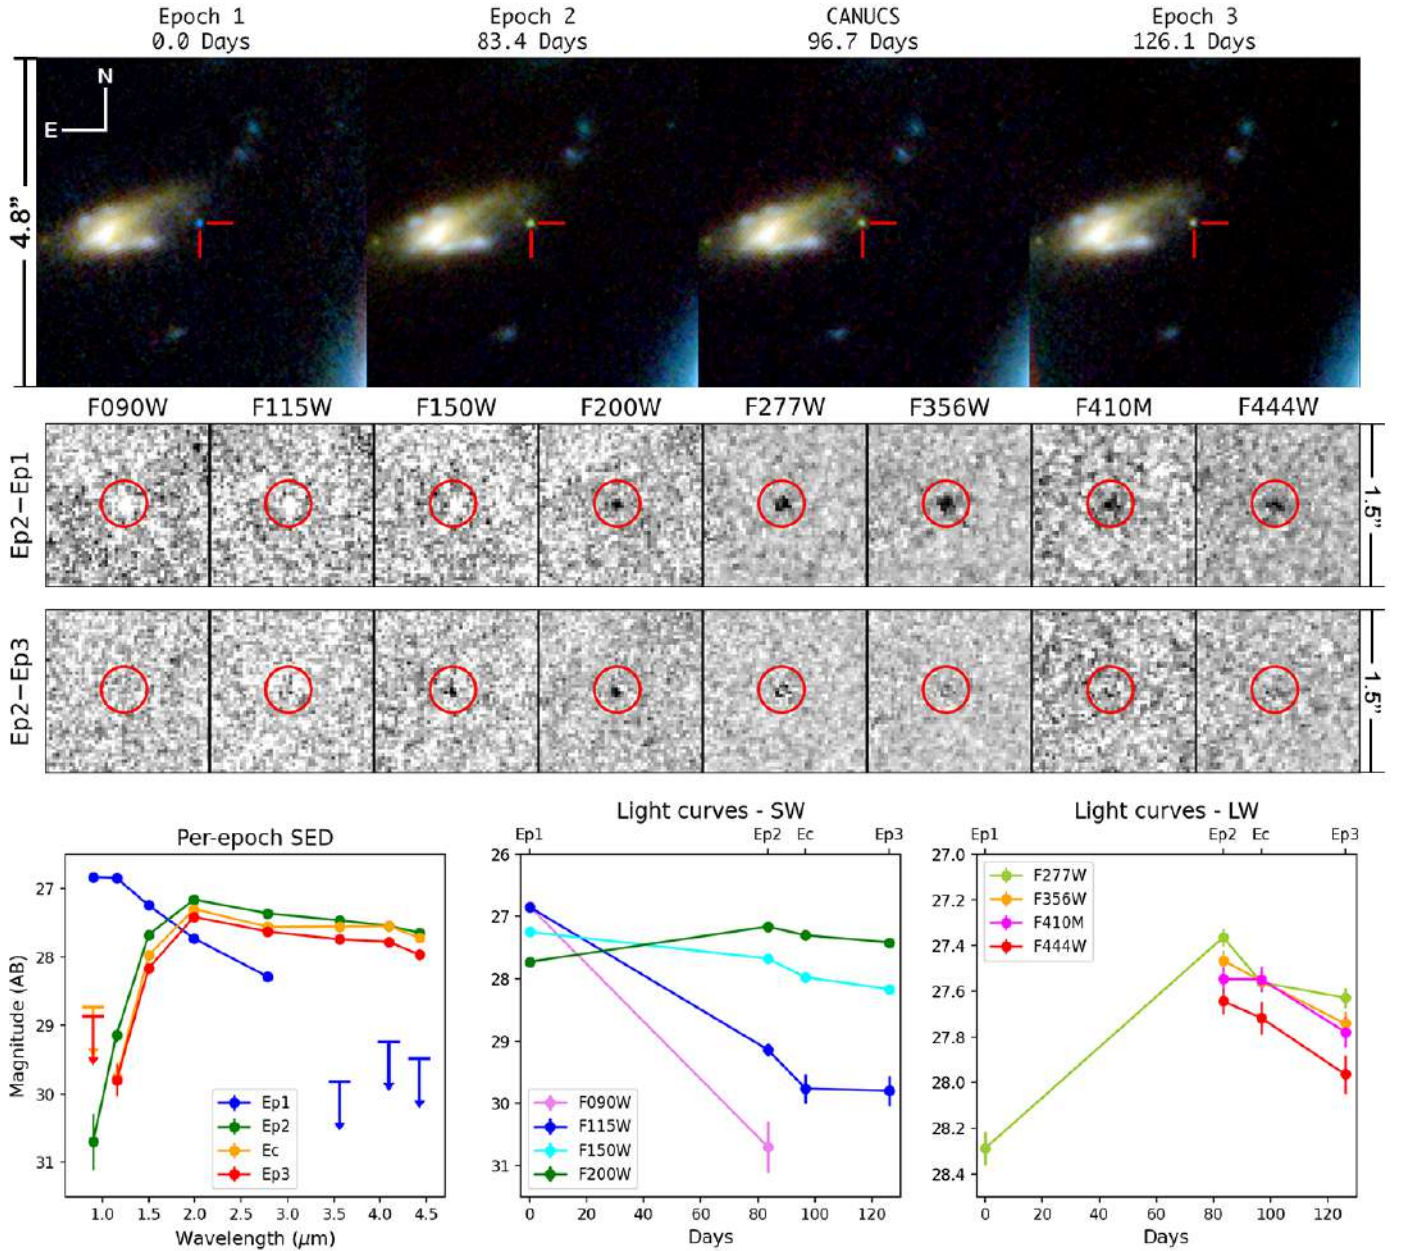 Epoch 1 Epoch 2 CANUCS Epoch 3
0.0 Days 83.4 Days 96.7 Days 126.1 Days
N
E
4.8”
F090W F115W F150W F200W F277W F356W F410M F444W
Ep2−Ep1
1.5”
Ep2−Ep3
1.5”
Per-epoch SED
Magnitude (AB)
27
28
29
30
31
Ep1
Ep2
Ec
Ep3
1.0 1.5 2.0 2.5 3.0 3.5 4.0 4.5
Wavelength (μm)
Light curves - SW
Ep1 Ep2 Ec Ep3
26
27
28
29
30
31
F090W
F115W
F150W
F200W
0 20 40 60 80 100 120
Days
Light curves - LW
Ep1 Ep2 Ec Ep3
27.0
27.2
27.4
27.6
27.8
28.0
28.2
28.4
F277W
F356W
F410M
F444W
0 20 40 60 80 100 120
Days